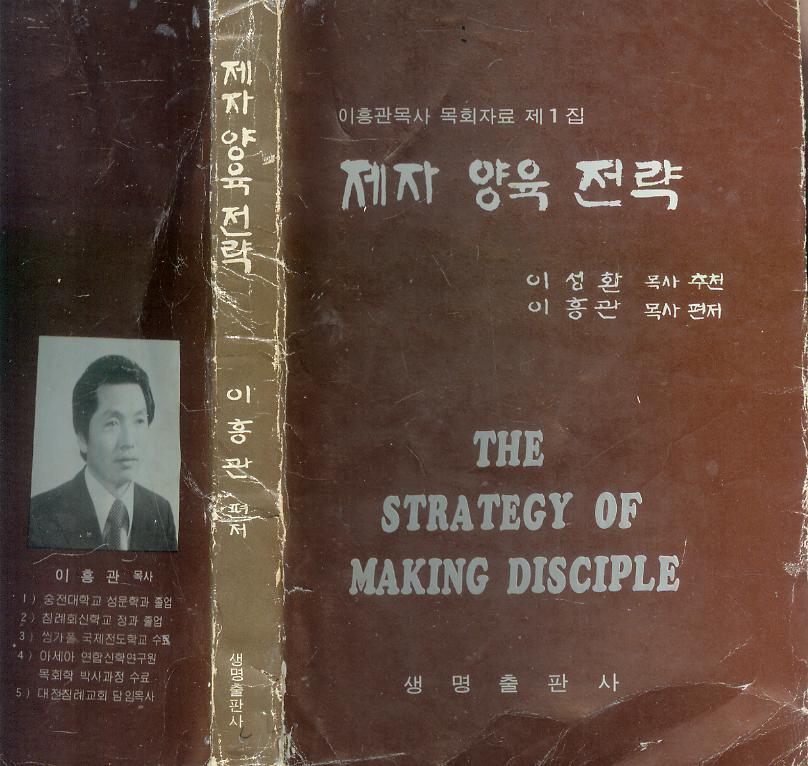 이흥관목사 목회자료 제1집
제자 양육 전략
이성환 목사 추천
이흥관 목사 편저
THE
STRATEGY OF
MAKING DISCIPLE
생명출판사
제자 양육 전략
이흥관 편저
생명출판사
이흥관 목사
1) 숭전대학교 성문학과 졸업
2) 침례회신학교 정과 졸업
3) 씽가폴 국제전도학교 수료
4) 아세아 연합신학연구원
목회학 박사과정 수료
5) 대전침례교회 담임목사